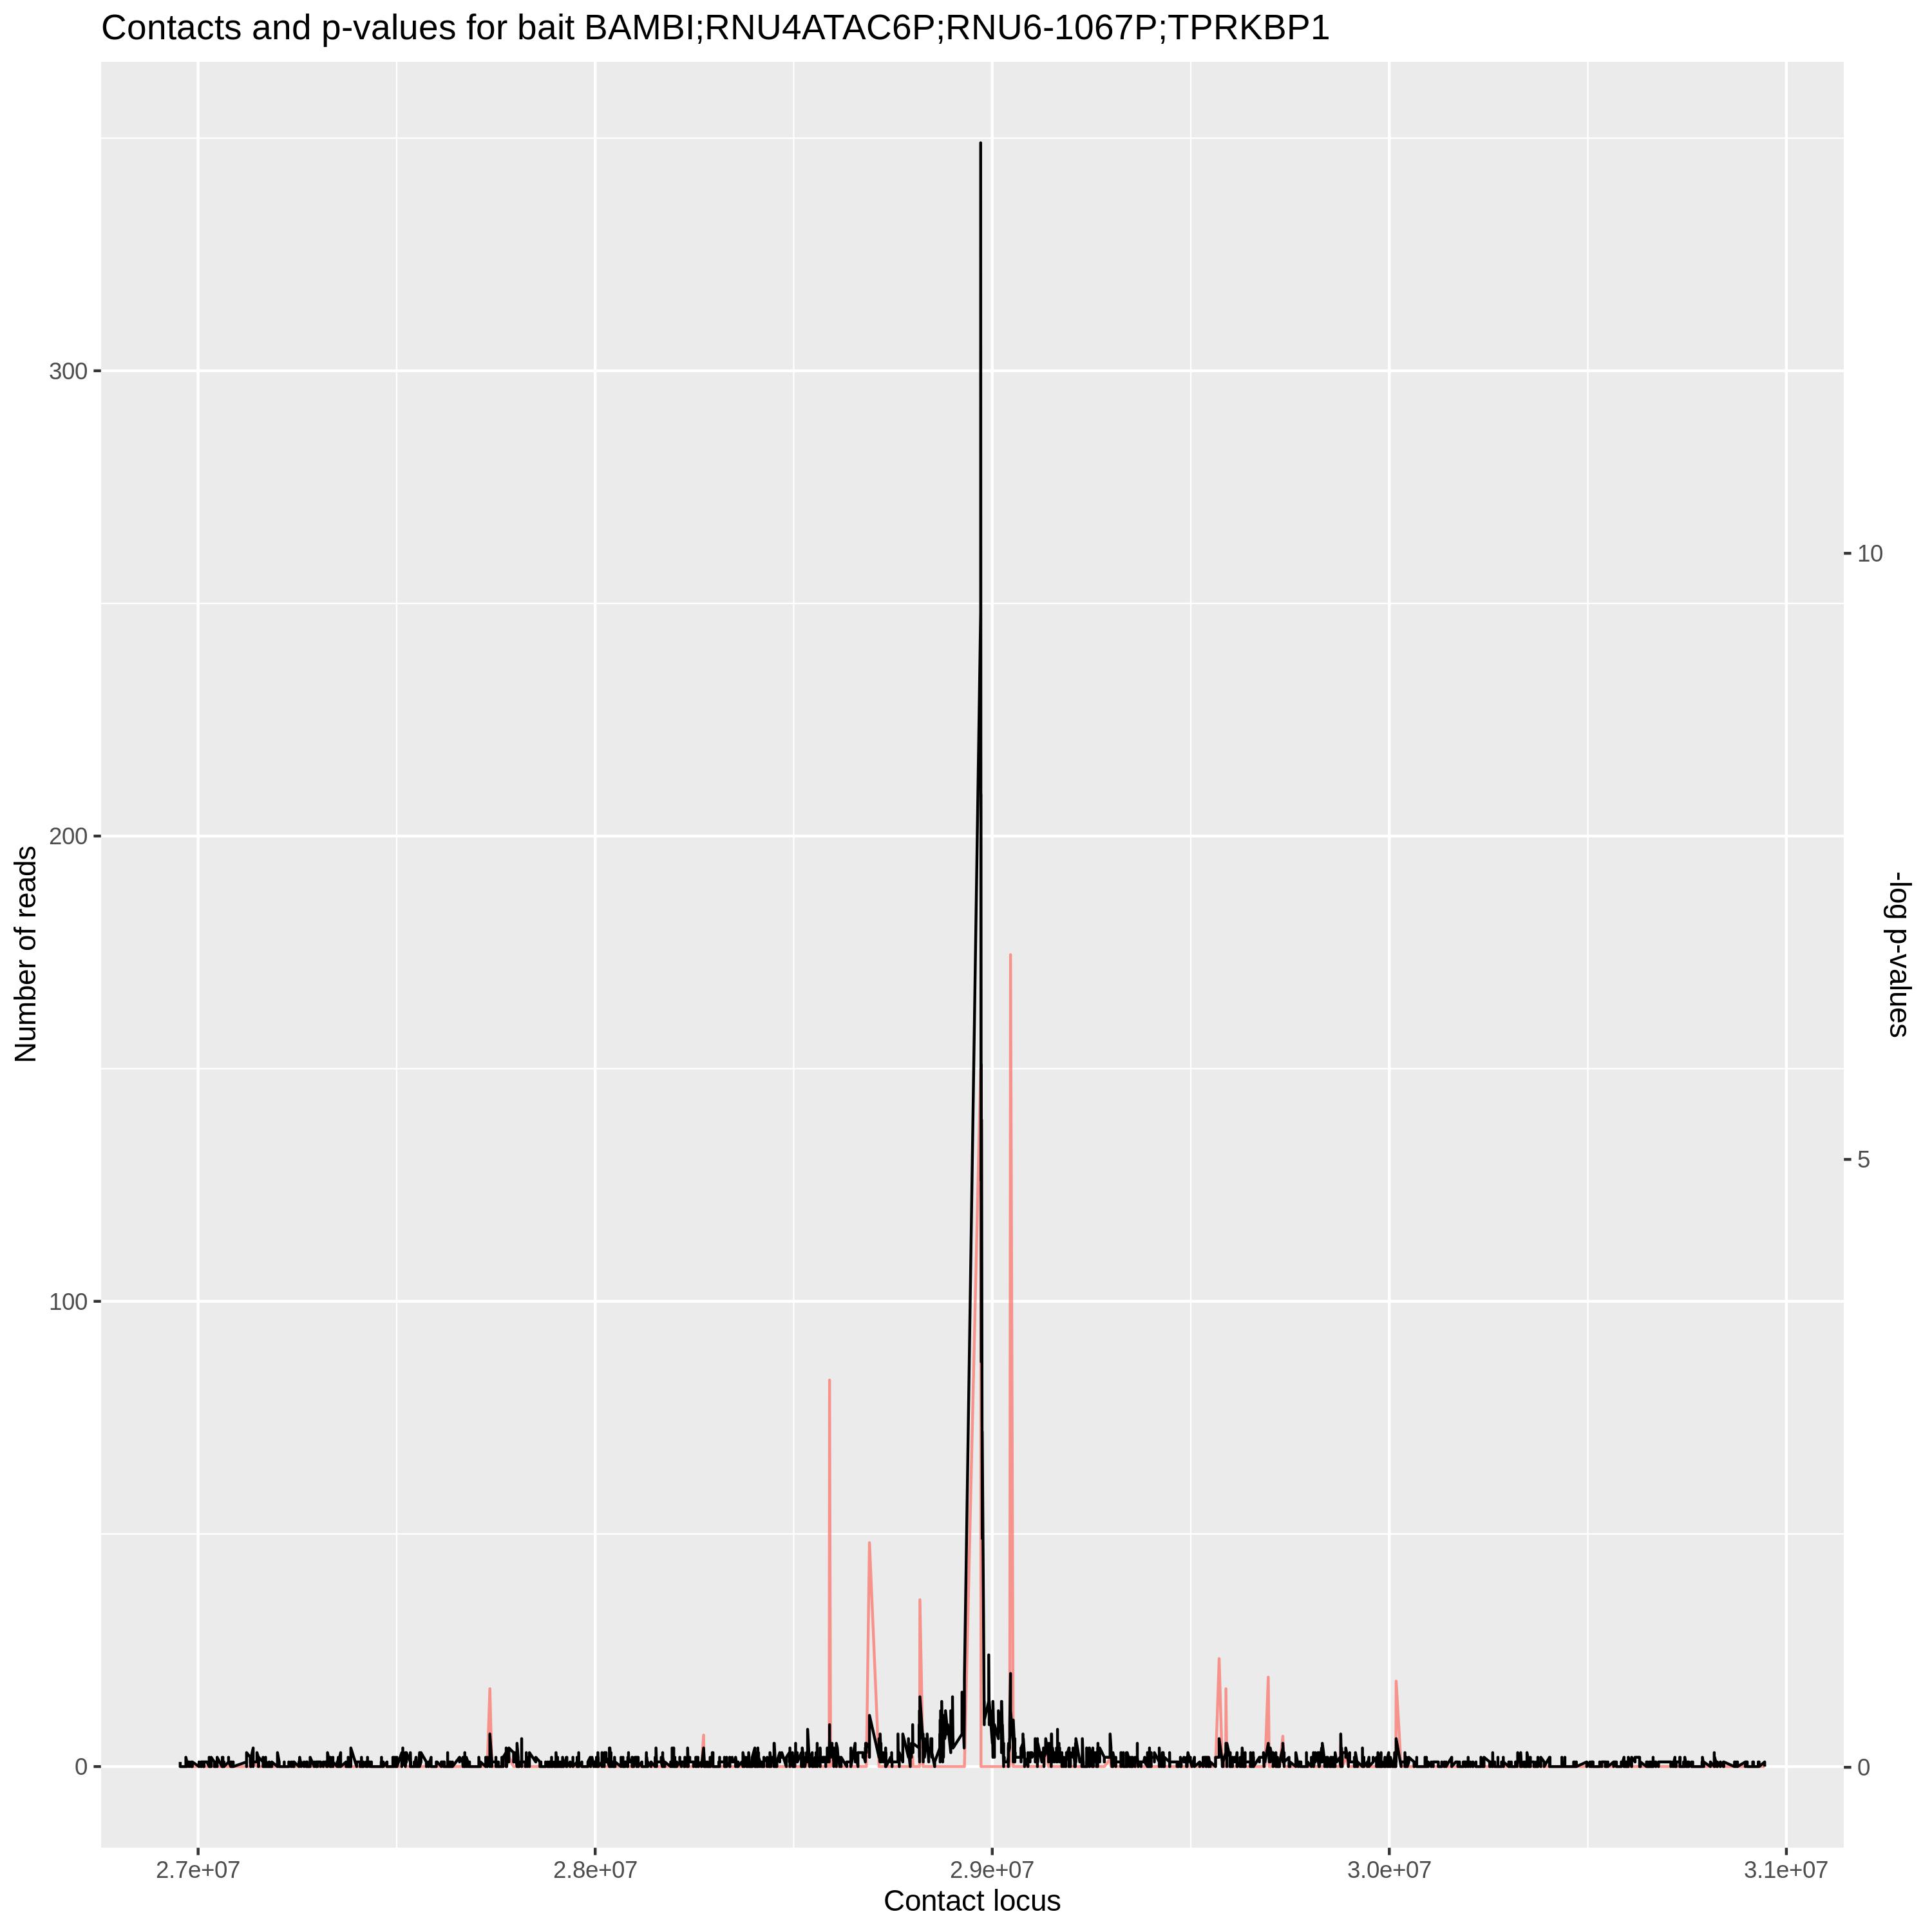 Contacts and p-values for bait BAMBI;RNU4ATAC6P;RNU6-1067P;TPRKBP1
300
200
100
0
Number of reads
10
5
0
-log p-values
2.7e+07 2.8e+07 2.9e+07 3.0e+07 3.1e+07
Contact locus